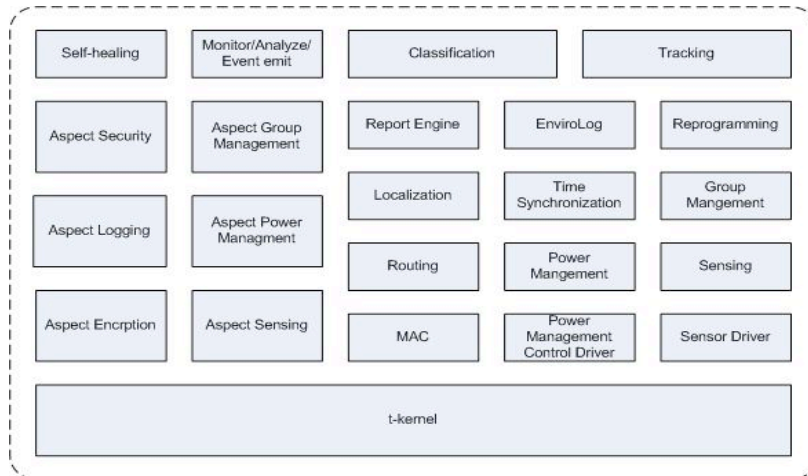 Self-healing
Monitor/Analyze/
Event emit
Classification
Tracking
Aspect Security
Aspect Group
Management
Report Engine
EnviroLog
Reprogramming
Localization
Time
Synchronization
Group
Mangement
Aspect Logging
Aspect Power
Managment
Routing
Power
Mangement
Sensing
Aspect Encrption
Aspect Sensing
MAC
Power
Management
Control Driver
Sensor Driver
t-kernel